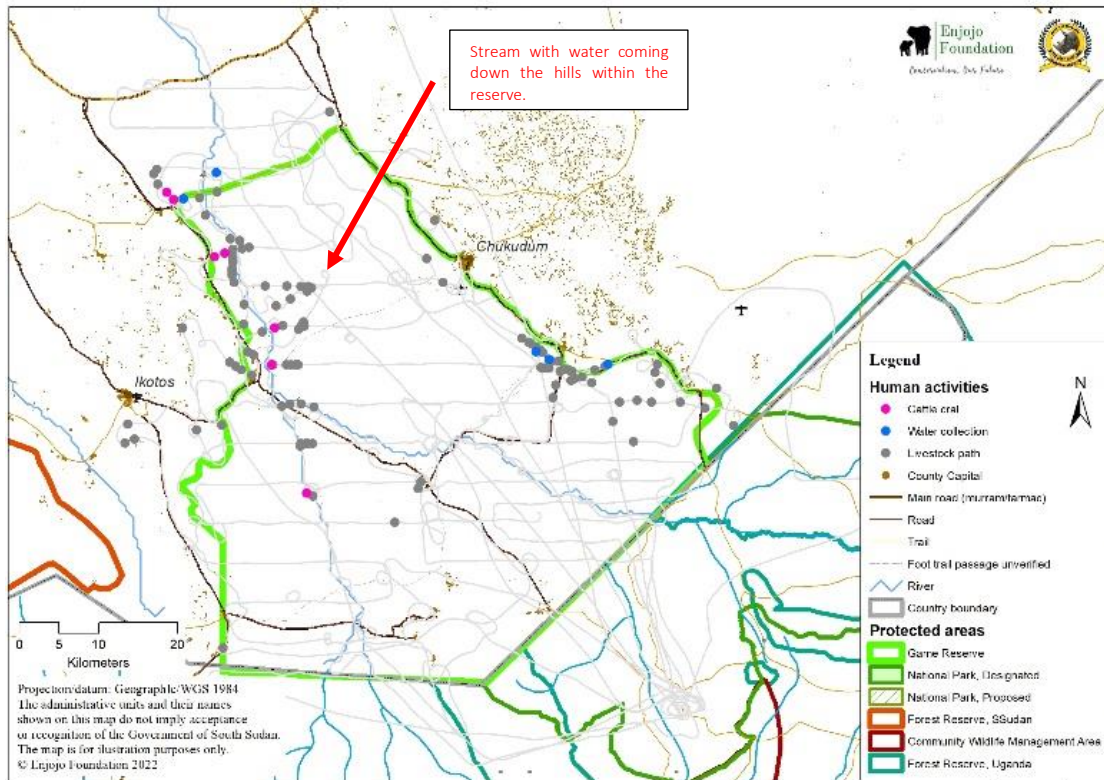 Stream with water coming
down the hills within the
reserve.
Enjojo
Foundation
Conservation, Our Future
4
Chukudum
Ikotos
Legend
Human activities
Cattle cral
Water collection
Livestock path
County Capital
Main road (murram/tarmac)
Road
Trail
Foot trail passage unverified
River
Country boundary
Protected areas
Game Reserve
National Park, Designated
National Park, Proposed
Forest Reserve, SSudan
Community Wildlife Management Area
Forest Reserve, Uganda
N
0 5 10 20
Kilometers
Projection/datum: Geographic/WGS 1984
The administrative units and their names
shown on this map do not imply acceptance
or recognition of the Government of South Sudan.
The map is for illustration purposes only.
© Enjojo Foundation 2022